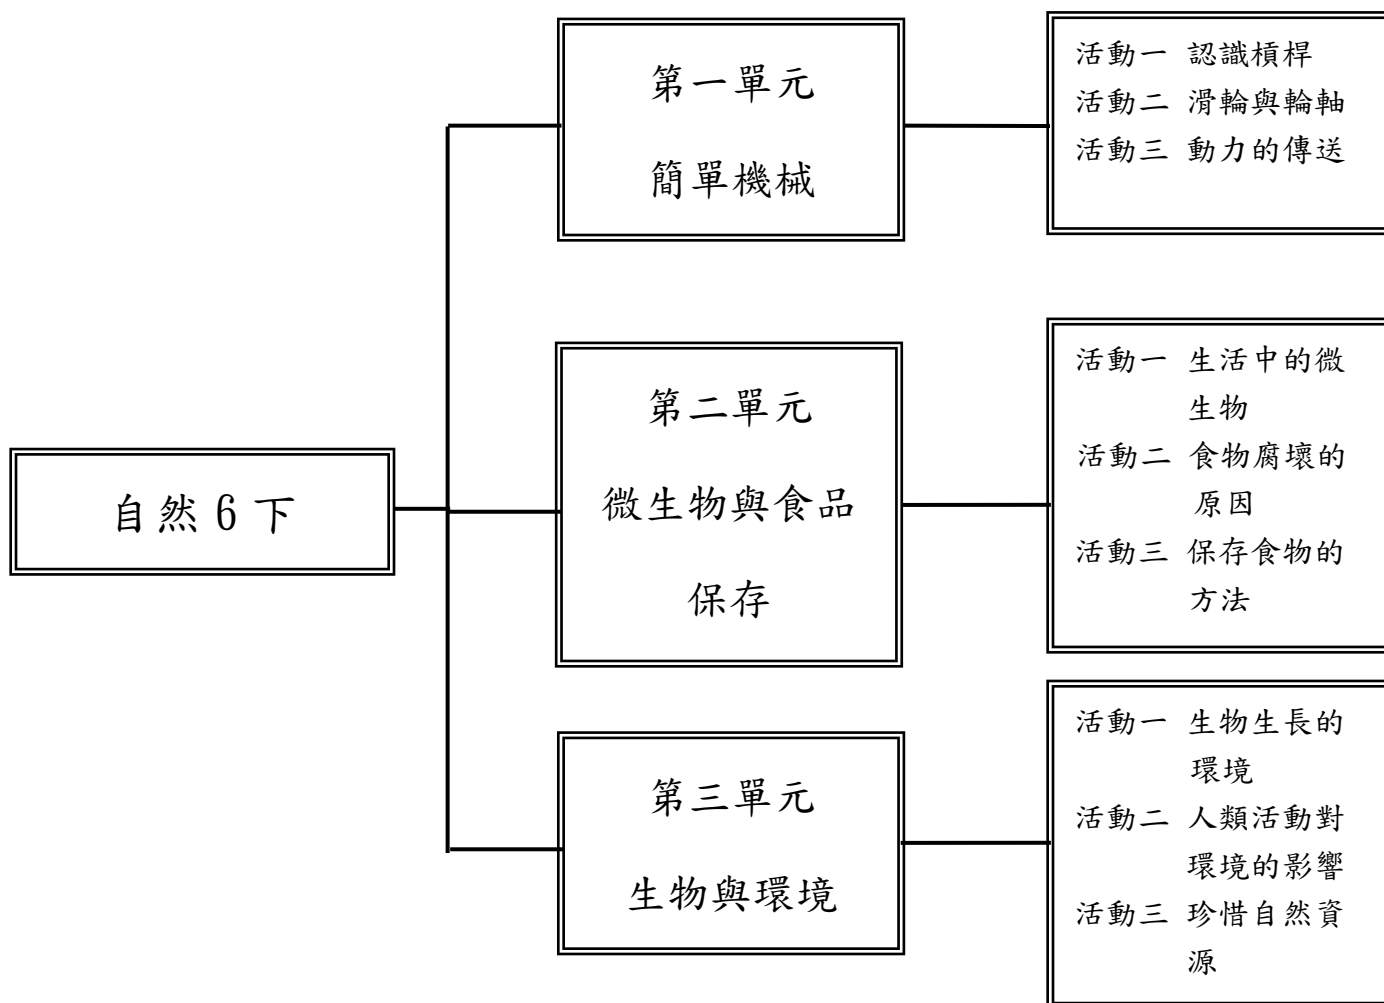 自然 6 下
第一單元
簡單機械
活動一 認識槓桿
活動二 滑輪與輪軸
活動三 動力的傳送
第二單元
微生物與食品
保存
活動一 生活中的微
生物
活動二 食物腐壞的
原因
活動三 保存食物的
方法
第三單元
生物與環境
活動一 生物生長的
環境
活動二 人類活動對
環境的影響
活動三 珍惜自然資
源